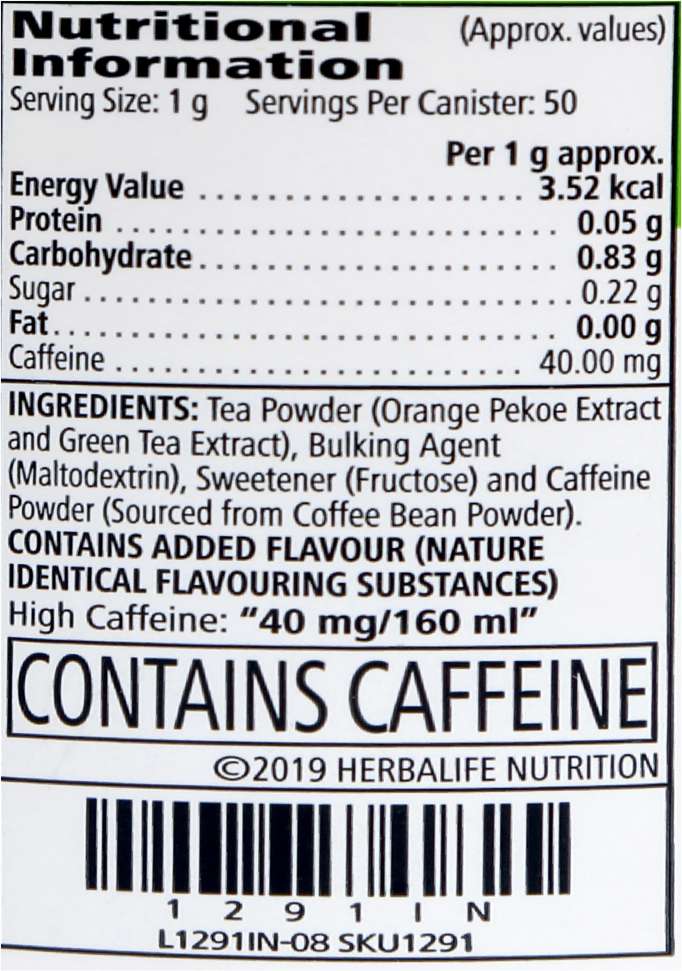 Nutritional (Approx. values)
Information
Serving Size: 1 g Servings Per Canister: 50
Per 1 g approx.
Energy Value .................... 3.52 kcal
Protein .......................... 0.05 g
Carbohydrate ..................... 0.83 g
Sugar ............................ 0.22 g
Fat .............................. 0.00 g
Caffeine ......................... 40.00 mg
INGREDIENTS: Tea Powder (Orange Pekoe Extract
and Green Tea Extract), Bulking Agent
(Maltodextrin), Sweetener (Fructose) and Caffeine
Powder (Sourced from Coffee Bean Powder).
CONTAINS ADDED FLAVOUR (NATURE
IDENTICAL FLAVOURING SUBSTANCES)
High Caffeine: “40 mg/160 ml”
CONTAINS CAFFEINE
©2019 HERBALIFE NUTRITION
1 2 9 1 I N
L1291IN-08 SKU1291